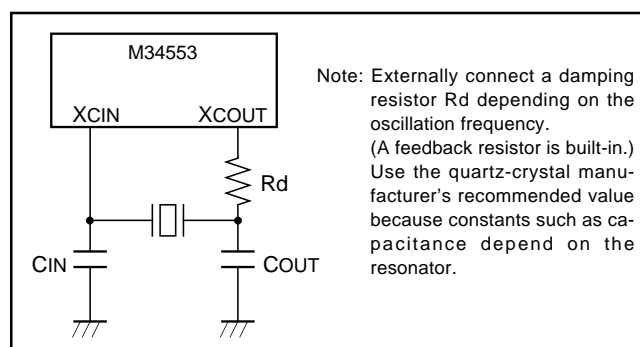 M34553
XCIN
XCOUT
Rd
CIN
COUT
Note: Externally connect a damping
resistor Rd depending on the
oscillation frequency.
(A feedback resistor is built-in.)
Use the quartz-crystal manu-
facturer's recommended value
because constants such as ca-
pacitance depend on the
resonator.